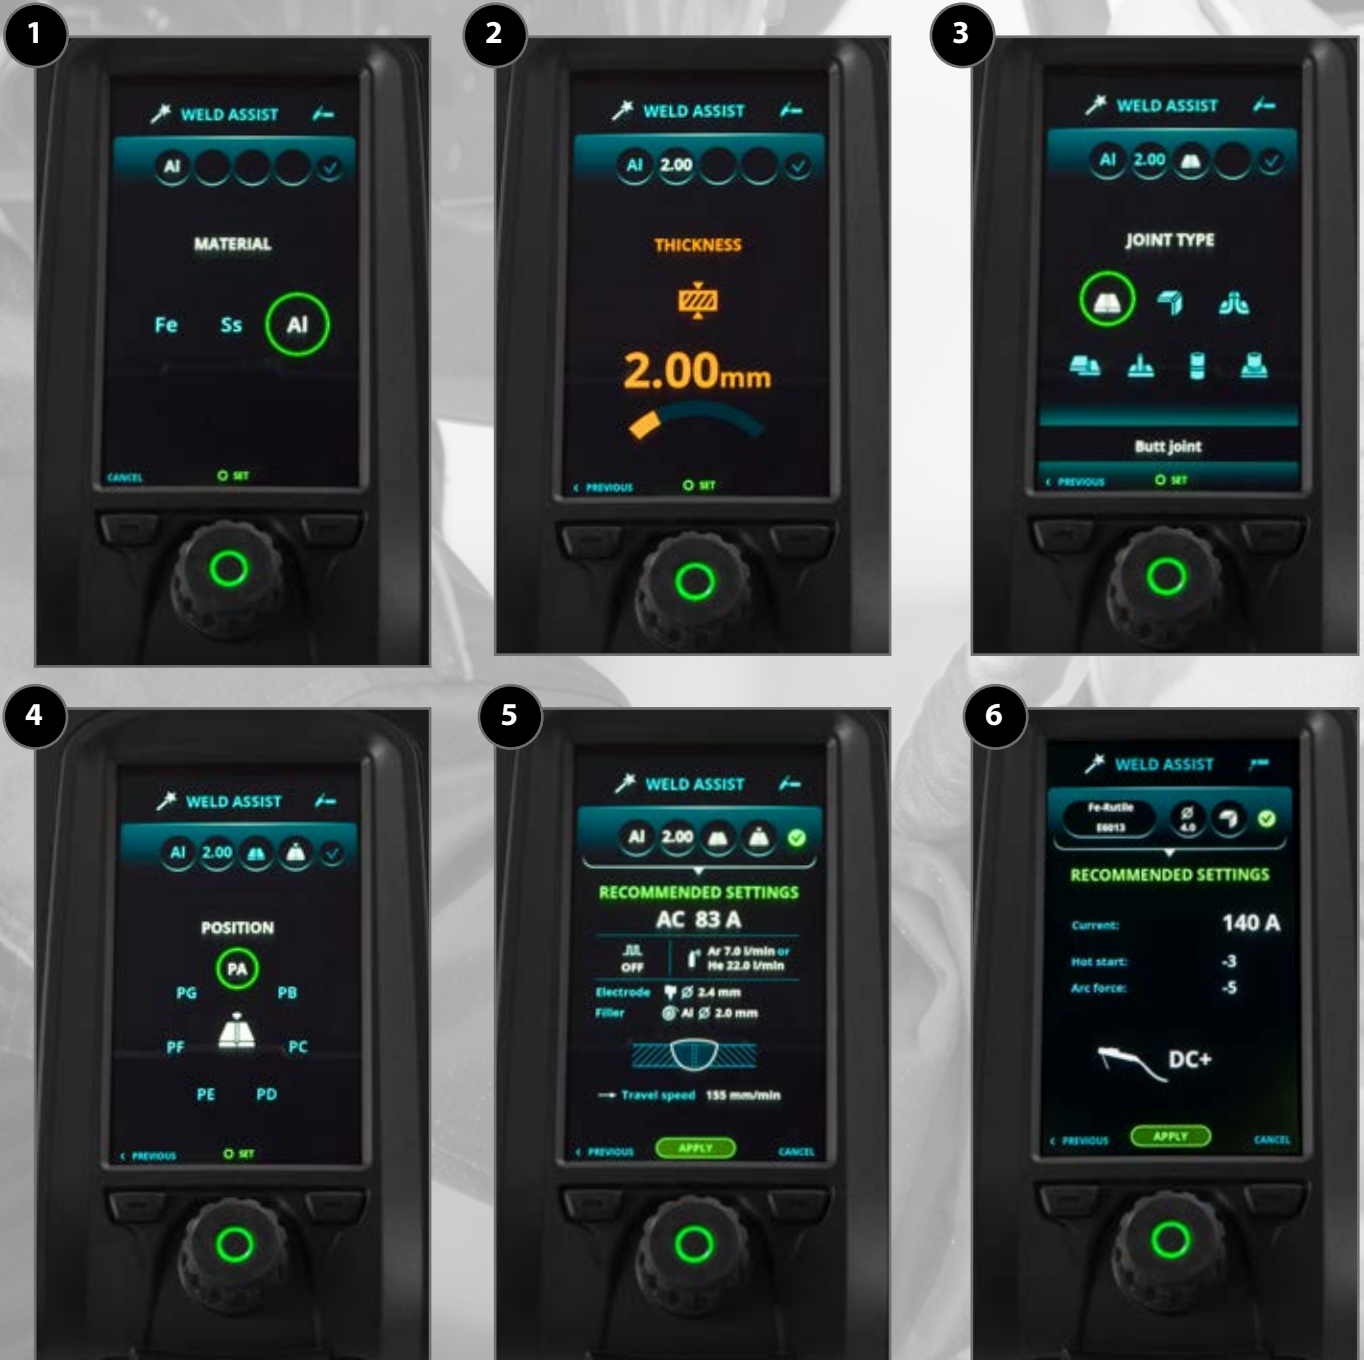 1
WELD ASSIST
Al
MATERIAL
Fe Ss Al
CANCEL SET
2
WELD ASSIST
Al 2.00
THICKNESS
2.00mm
< PREVIOUS SET
3
WELD ASSIST
Al 2.00
JOINT TYPE
Butt joint
< PREVIOUS SET
4
WELD ASSIST
Al 2.00
POSITION
PA
PG PB
PF PC
PE PD
< PREVIOUS SET
5
WELD ASSIST
Al 2.00
RECOMMENDED SETTINGS
AC 83 A
OFF
Ar 7.0 l/min or
He 22.0 l/min
Electrode Ø 2.4 mm
Filler Al Ø 2.0 mm
→ Travel speed 155 mm/min
< PREVIOUS APPLY CANCEL
6
WELD ASSIST
Fe-Rutile
E6013
Ø
4.0
RECOMMENDED SETTINGS
Current: 140 A
Hot start: -3
Arc force: -5
DC+
< PREVIOUS APPLY CANCEL